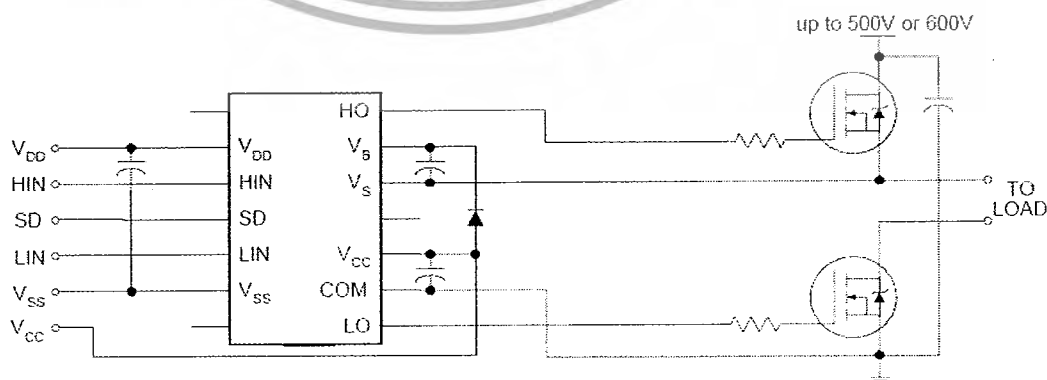 up to 500V or 600V
HO
V_DD
V_DD
V_B
HIN
HIN
V_S
TO
LOAD
SD
SD
LIN
LIN
V_CC
V_SS
V_SS
COM
V_CC
LO